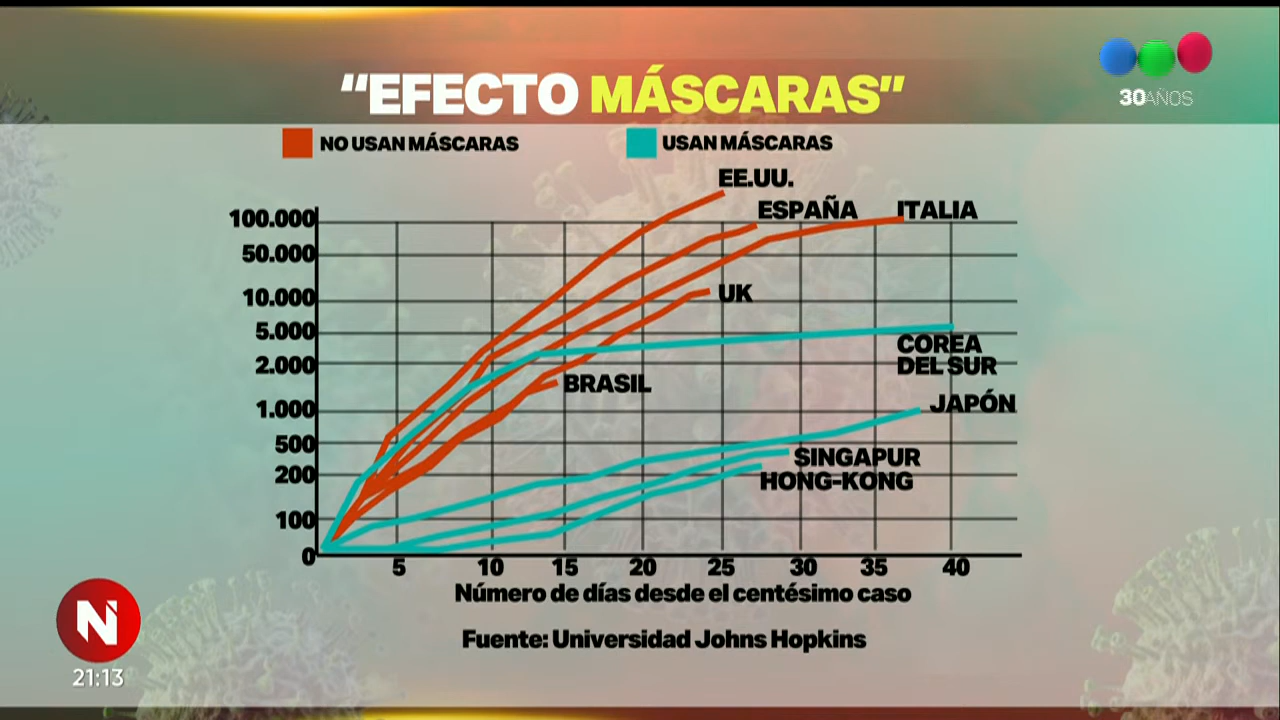 "EFECTO MÁSCARAS"
30AÑOS
NO USAN MÁSCARAS
USAN MÁSCARAS
EE.UU.
ESPAÑA
ITALIA
100.000
50.000
10.000
UK
5.000
COREA
DEL SUR
2.000
BRASIL
1.000
JAPÓN
500
SINGAPUR
200
HONG-KONG
100
0
5 10 15 20 25 30 35 40
Número de días desde el centésimo caso
Fuente: Universidad Johns Hopkins
N
21:13